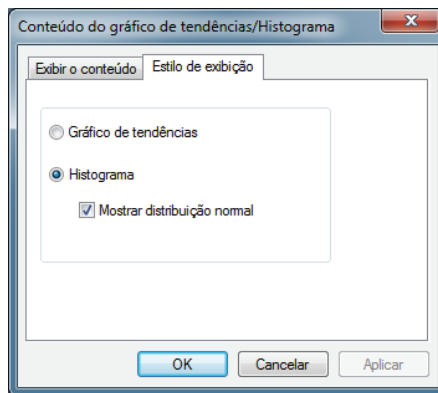 Conteúdo do gráfico de tendências/Histograma
Exibir o conteúdo Estilo de exibição
Gráfico de tendências
Histograma
Mostrar distribuição normal
OK Cancelar Aplicar